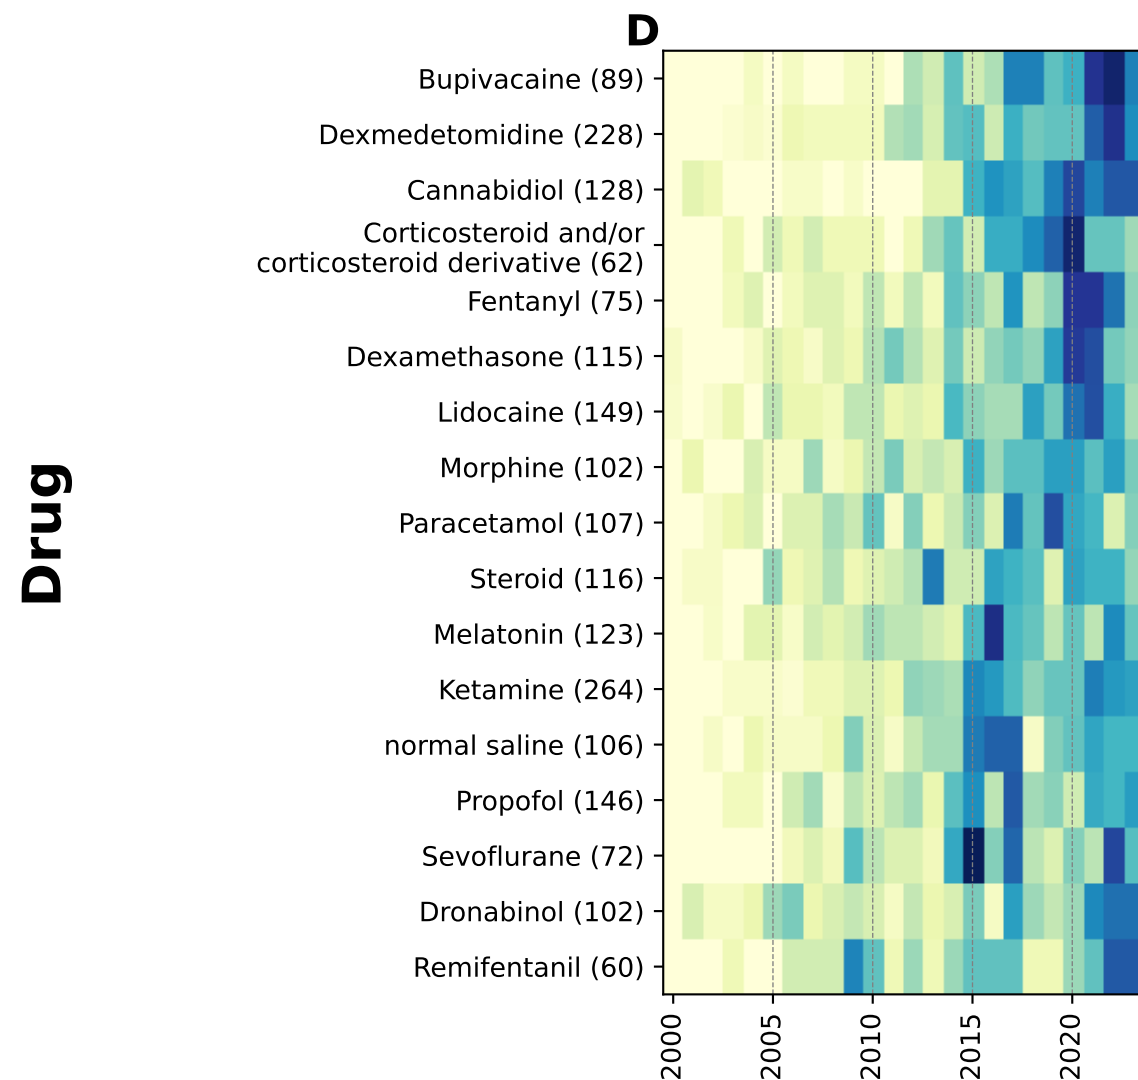 D
Drug
Bupivacaine (89)
Dexmedetomidine (228)
Cannabidiol (128)
Corticosteroid and/or
corticosteroid derivative (62)
Fentanyl (75)
Dexamethasone (115)
Lidocaine (149)
Morphine (102)
Paracetamol (107)
Steroid (116)
Melatonin (123)
Ketamine (264)
normal saline (106)
Propofol (146)
Sevoflurane (72)
Dronabinol (102)
Remifentanil (60)
2000
2005
2010
2015
2020